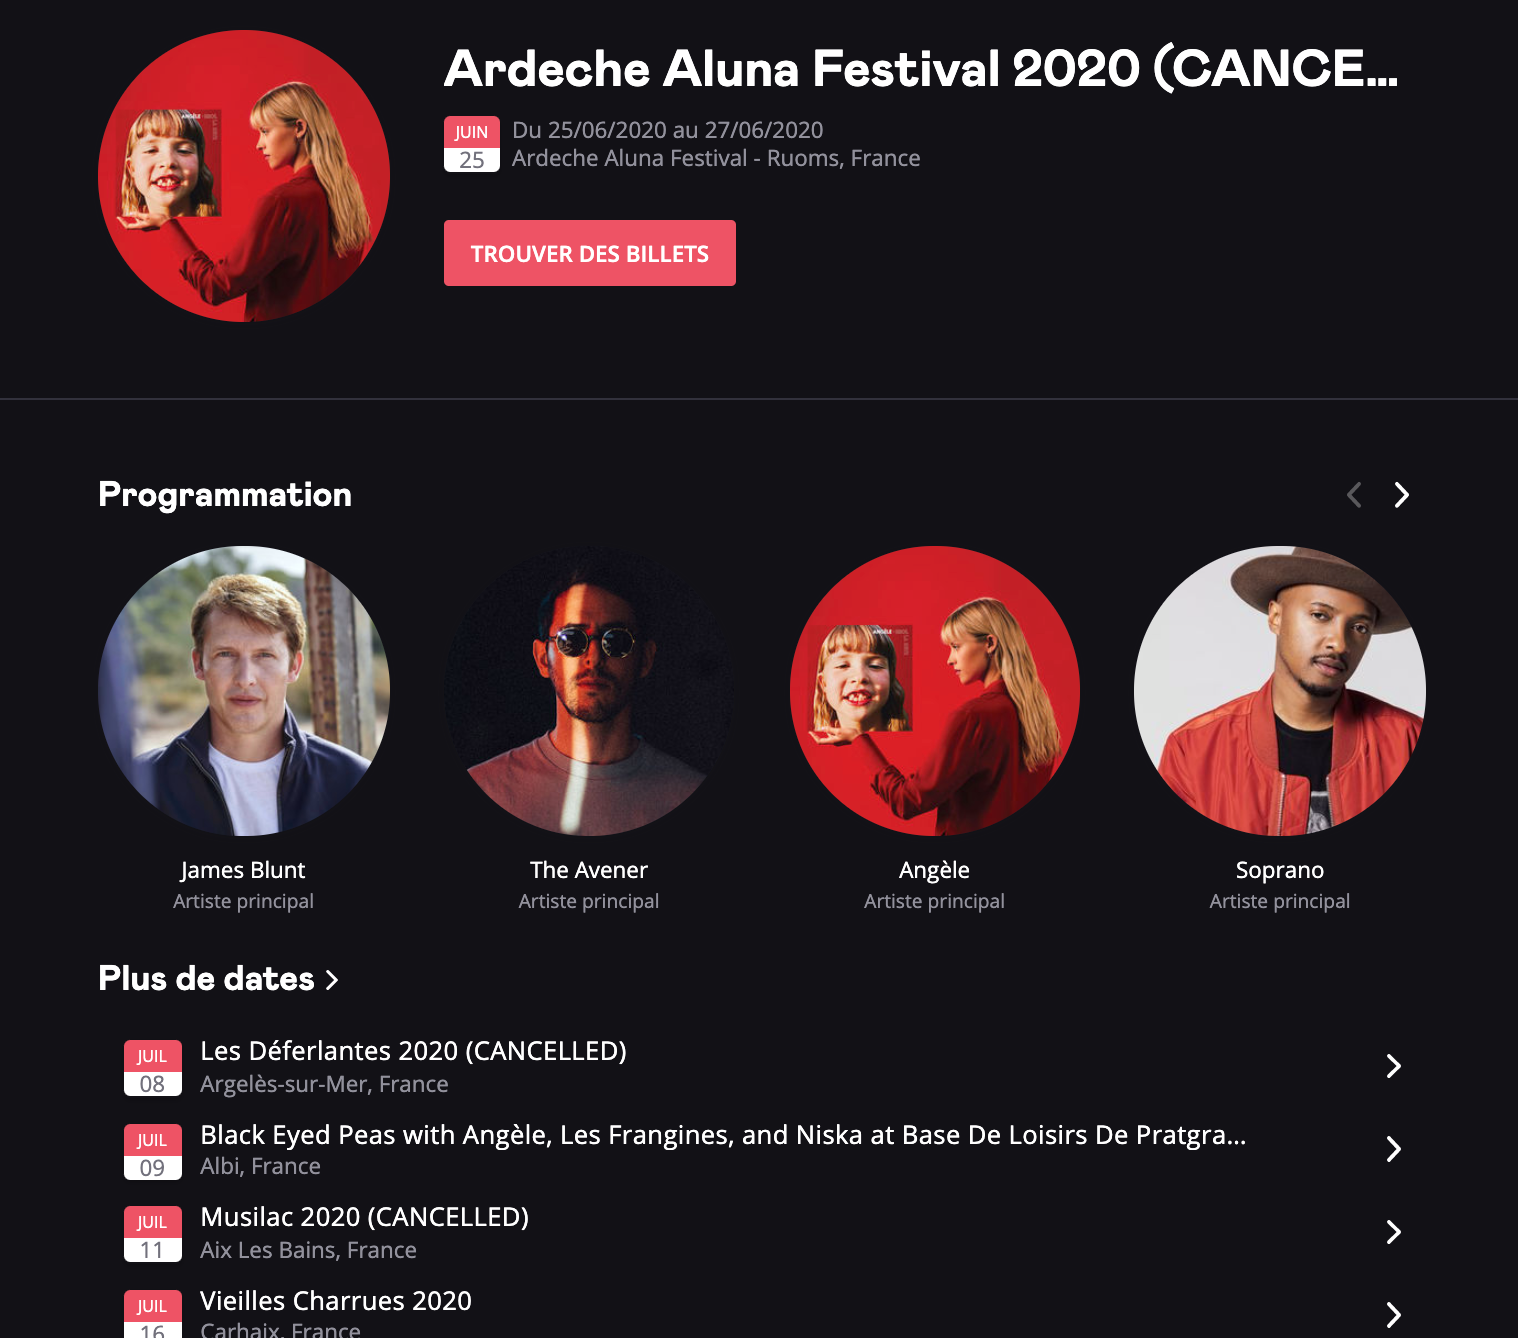 Ardeche Aluna Festival 2020 (CANCE...
JUIN
25
Du 25/06/2020 au 27/06/2020
Ardeche Aluna Festival - Ruoms, France
TROUVER DES BILLETS
Programmation
James Blunt
Artiste principal
The Avener
Artiste principal
Angèle
Artiste principal
Soprano
Artiste principal
Plus de dates
JUIL
08
Les Déferlantes 2020 (CANCELLED)
Argelès-sur-Mer, France
JUIL
09
Black Eyed Peas with Angèle, Les Frangines, and Niska at Base De Loisirs De Pratgra...
Albi, France
JUIL
11
Musilac 2020 (CANCELLED)
Aix Les Bains, France
JUIL
16
Vieilles Charrues 2020
Carhaix, France